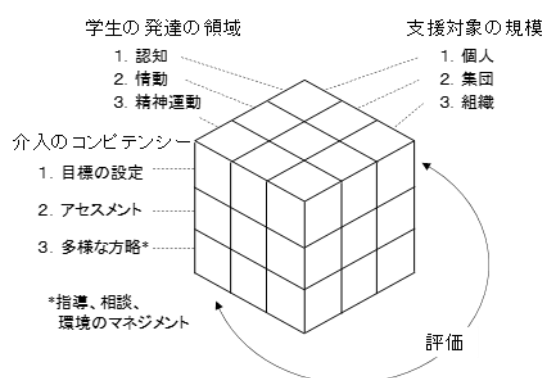 学生の発達の領域
1. 認知
2. 情動
3. 精神運動
支援対象の規模
1. 個人
2. 集団
3. 組織
介入のコンピテンシー
1. 目標の設定
2. アセスメント
3. 多様な方略*
*指導、相談、
環境のマネジメント
評価